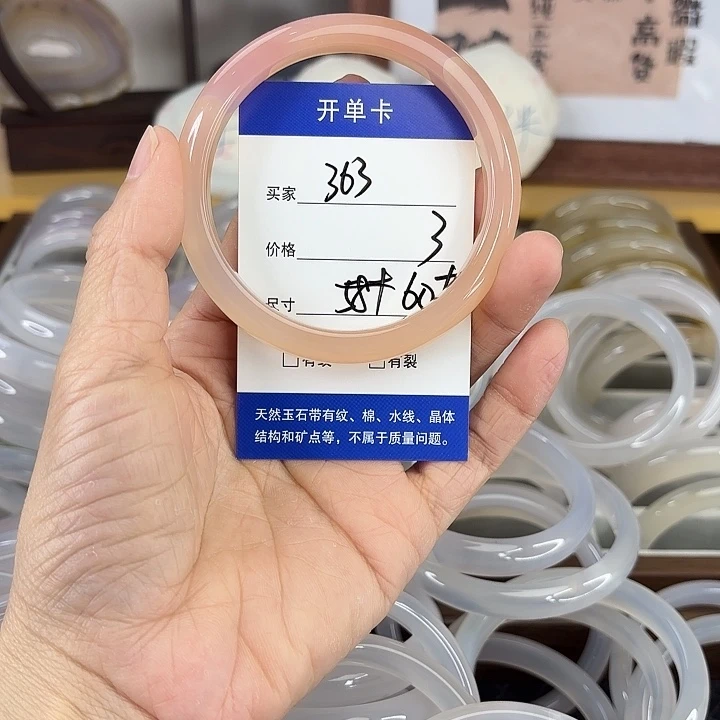 开单卡
买家 363
价格 3
尺寸 60+
有裂
天然玉石带有纹、棉、水线、晶体
结构和矿点等，不属于质量问题。